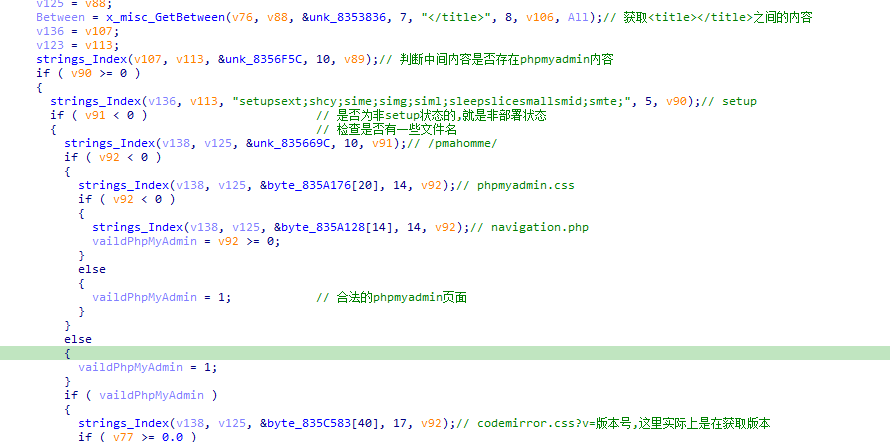 v125 = v88;
Between = x_misc_GetBetween(v76, v88, &unk_8353836, 7, "</title>", 8, v106, All);// 获取<title></title>之间的内容
v136 = v107;
v123 = v113;
strings_Index(v107, v113, &unk_8356F5C, 10, v89);// 判断中间内容是否存在phpmyadmin内容
if ( v90 >= 0 )
{
strings_Index(v136, v113, "setupsext;shcy;sime;simg;siml;sleepslicesmallsmid;smte;", 5, v90);// setup
if ( v91 < 0 ) // 是否为非setup状态的,就是非部署状态
{ // 检查是否有一些文件名
strings_Index(v138, v125, &unk_835669C, 10, v91);// /pmahomme/
if ( v92 < 0 )
{
strings_Index(v138, v125, &byte_835A176[20], 14, v92);// phpmyadmin.css
if ( v92 < 0 )
{
strings_Index(v138, v125, &byte_835A128[14], 14, v92);// navigation.php
vaildPhpMyAdmin = v92 >= 0;
}
else
{
vaildPhpMyAdmin = 1; // 合法的phpmyadmin页面
}
}
else
{
vaildPhpMyAdmin = 1;
}
if ( vaildPhpMyAdmin )
{
strings_Index(v138, v125, &byte_835C583[40], 17, v92);// codemirror.css?v=版本号,这里实际上是在获取版本
if ( v77 >= 0.0 )